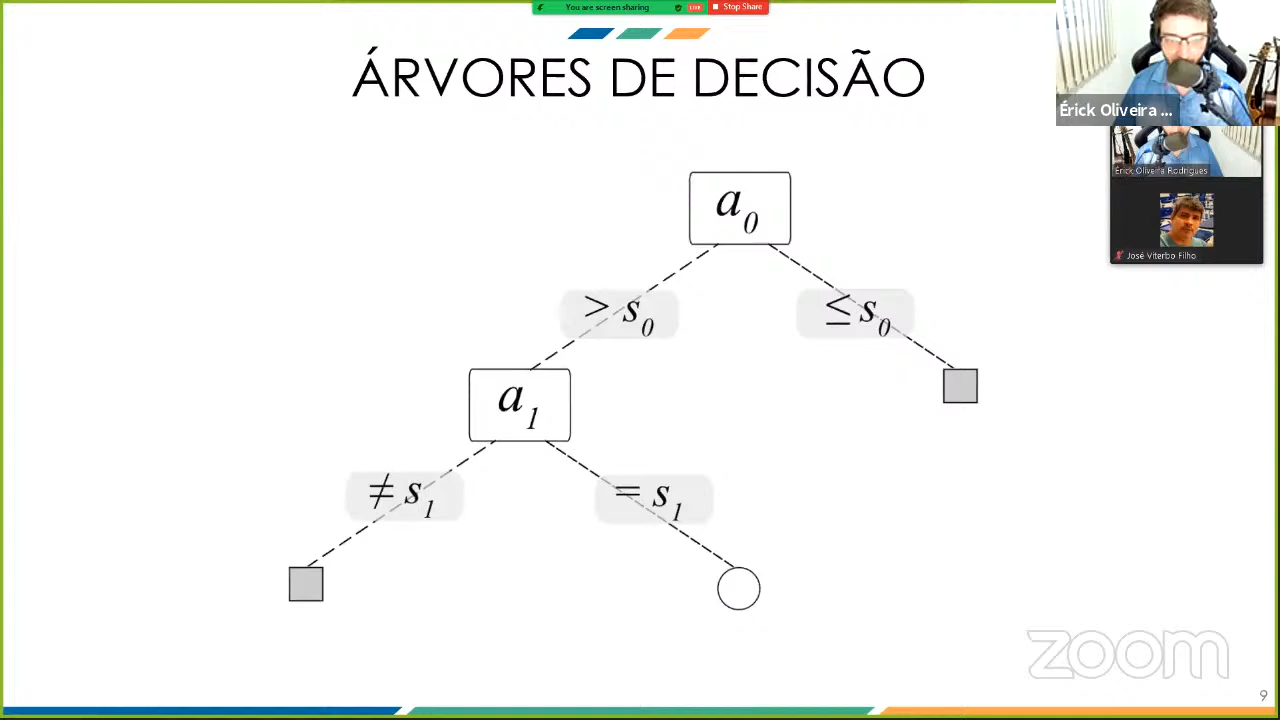 You are screen sharing LIVE Stop Share
ÁRVORES DE DECISÃO
Érick Oliveira ...
Érick Oliveira Rodrigues
José Viterbo Filho
a0
> s0
≤ s0
a1
≠ s1
= s1
zoom
9